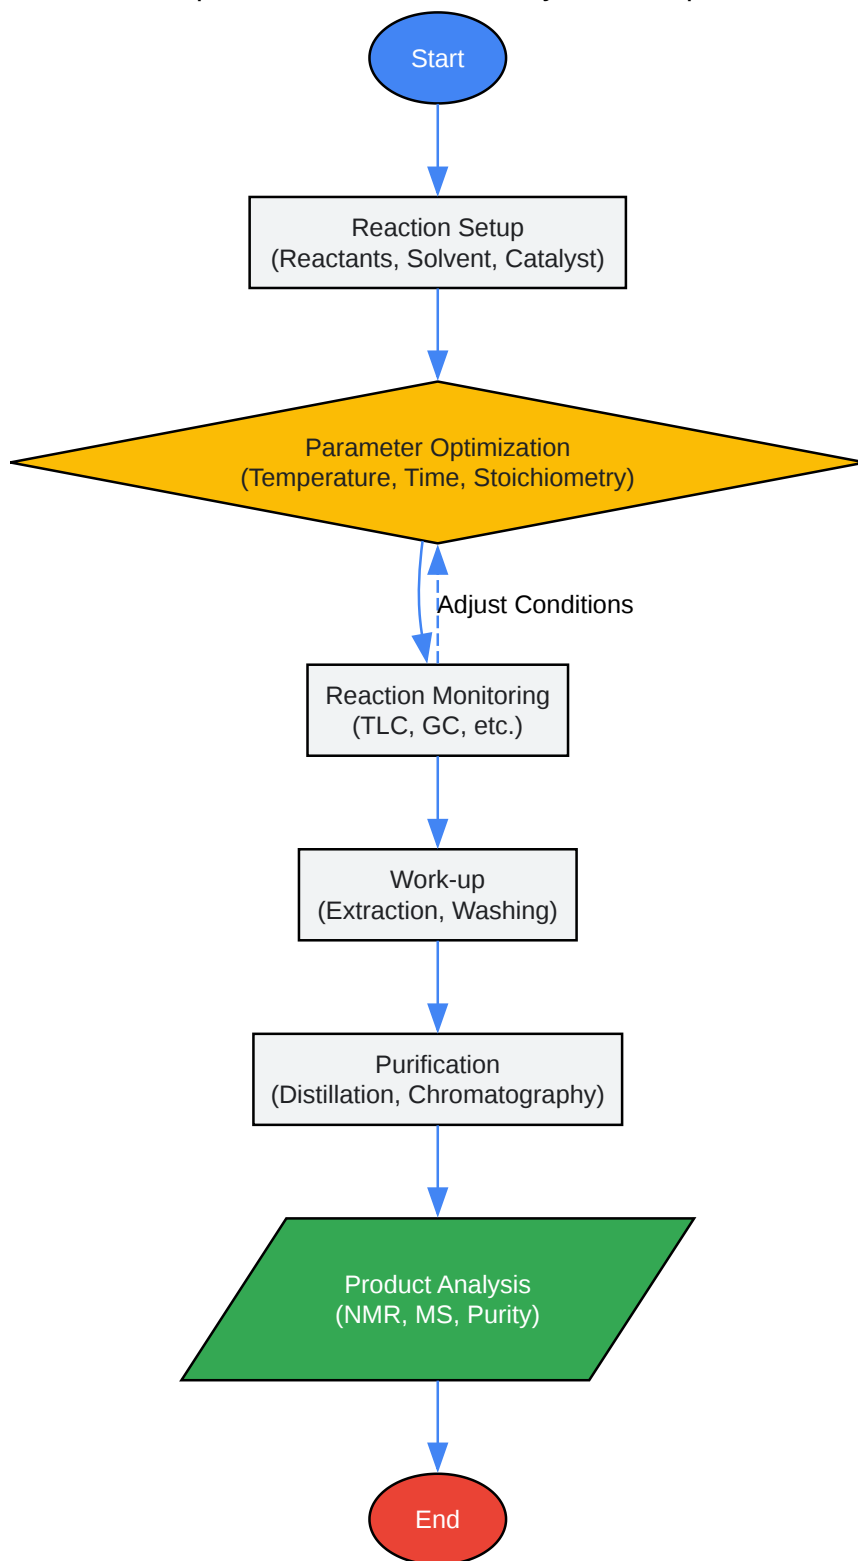 Start
Reaction Setup
(Reactants, Solvent, Catalyst)
Parameter Optimization
(Temperature, Time, Stoichiometry)
Adjust Conditions
Reaction Monitoring
(TLC, GC, etc.)
Work-up
(Extraction, Washing)
Purification
(Distillation, Chromatography)
Product Analysis
(NMR, MS, Purity)
End